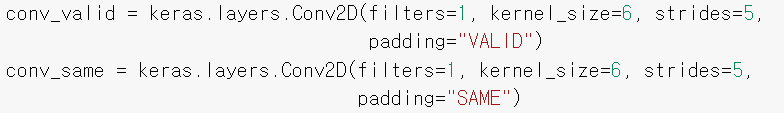 conv_valid = keras.layers.Conv2D(filters=1, kernel_size=6, strides=5,
                                 padding="VALID")
conv_same = keras.layers.Conv2D(filters=1, kernel_size=6, strides=5,
                                padding="SAME")